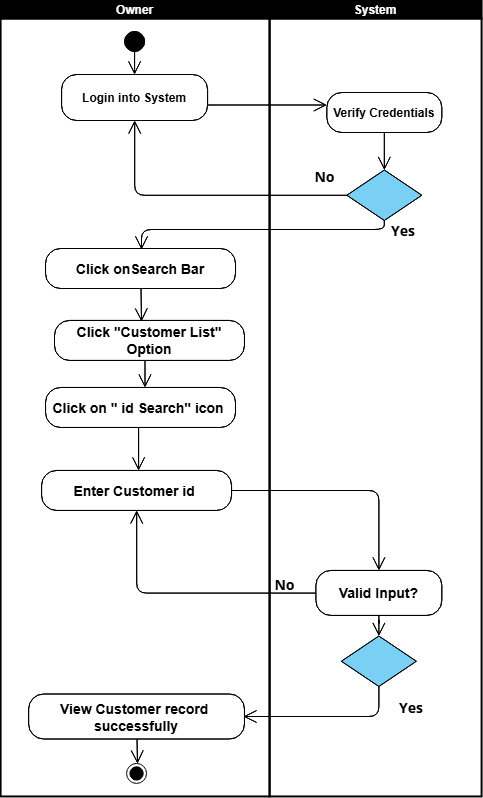 Owner
System
Login into System
Verify Credentials
No
Yes
Click onSearch Bar
Click "Customer List"
Option
Click on " id Search" icon
Enter Customer id
No
Valid Input?
Yes
View Customer record
successfully